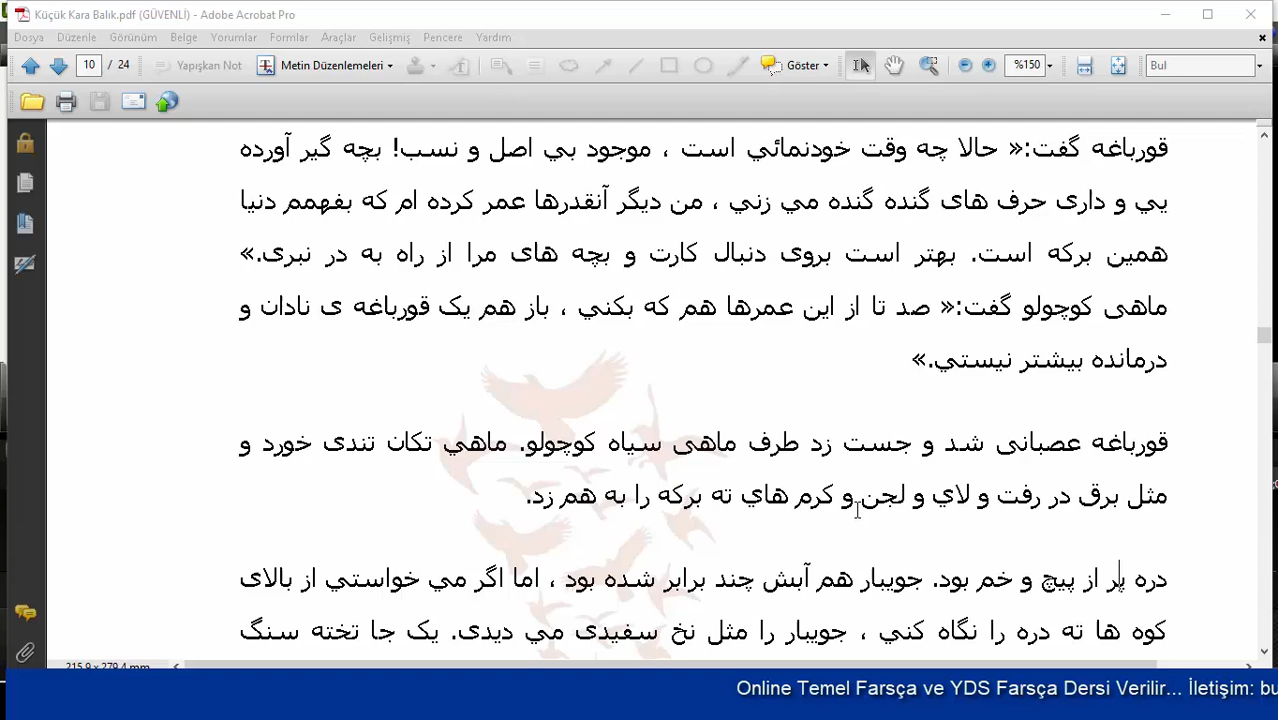 Küçük Kara Balık.pdf (GÜVENLİ) - Adobe Acrobat Pro
Dosya Düzenle Görünüm Belge Yorumlar Formlar Araçlar Gelişmiş Pencere Yardım
10 / 24 Yapışkan Not Metin Düzenlemeleri Göster %150 Bul
قورباغه گفت:« حالا چه وقت خودنمائي است ، موجود بي اصل و نسب! بچه گير آورده
يي و داری حرف های گنده گنده مي زني ، من ديگر آنقدرها عمر کرده ام که بفهمم دنيا
همين برکه است. بهتر است بروی دنبال کارت و بچه های مرا از راه به در نبری.»
ماهی کوچولو گفت:« صد تا از اين عمرها هم که بکني ، باز هم يک قورباغه ی نادان و
درمانده بيشتر نيستي.»
قورباغه عصبانی شد و جست زد طرف ماهی سياه کوچولو. ماهي تکان تندی خورد و
مثل برق در رفت و لاي و لجن و کرم هاي ته برکه را به هم زد.
دره پر از پيچ و خم بود. جويبار هم آبش چند برابر شده بود ، اما اگر مي خواستي از بالای
کوه ها ته دره را نگاه کني ، جويبار را مثل نخ سفيدی مي ديدی. يک جا تخته سنگ
215,9 x 279,4 mm
Online Temel Farsça ve YDS Farsça Dersi Verilir... İletişim: bu